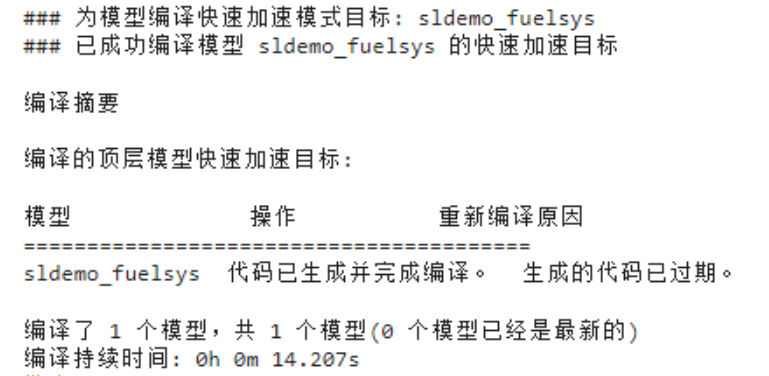 ### 为模型编译快速加速模式目标: sldemo_fuelsys
### 已成功编译模型 sldemo_fuelsys 的快速加速目标
编译摘要
编译的顶层模型快速加速目标:
模型 操作 重新编译原因
========================================
sldemo_fuelsys 代码已生成并完成编译。 生成的代码已过期。
编译了 1 个模型，共 1 个模型(0 个模型已经是最新的)
编译持续时间: 0h 0m 14.207s